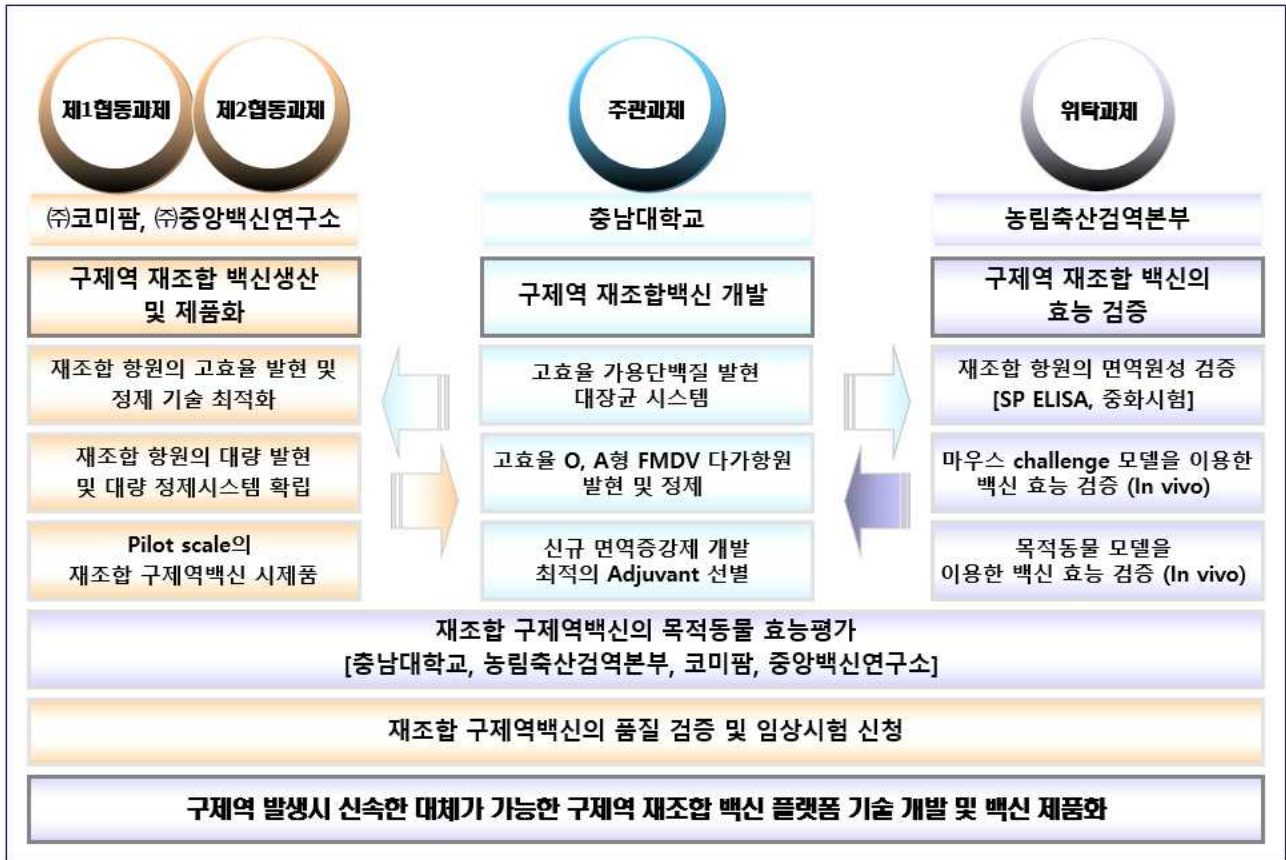 제1협동과제
제2협동과제
주관과제
위탁과제
㈜코미팜, ㈜중앙백신연구소
충남대학교
농림축산검역본부
구제역 재조합 백신생산
및 제품화
구제역 재조합백신 개발
구제역 재조합 백신의
효능 검증
재조합 항원의 고효율 발현 및
정제 기술 최적화
고효율 가용단백질 발현
대장균 시스템
재조합 항원의 면역원성 검증
[SP ELISA, 중화시험]
재조합 항원의 대량 발현
및 대량 정제시스템 확립
고효율 O, A형 FMDV 다가항원
발현 및 정제
마우스 challenge 모델을 이용한
백신 효능 검증 (In vivo)
Pilot scale의
재조합 구제역백신 시제품
신규 면역증강제 개발
최적의 Adjuvant 선별
목적동물 모델을
이용한 백신 효능 검증 (In vivo)
재조합 구제역백신의 목적동물 효능평가
[충남대학교, 농림축산검역본부, 코미팜, 중앙백신연구소]
재조합 구제역백신의 품질 검증 및 임상시험 신청
구제역 발생시 신속한 대체가 가능한 구제역 재조합 백신 플랫폼 기술 개발 및 백신 제품화